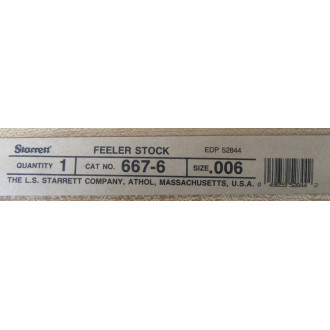 Starrett FEELER STOCK EDP 52844
QUANTITY 1 CAT NO. 667-6 SIZE .006
THE L.S. STARRETT COMPANY, ATHOL, MASSACHUSETTS, U.S.A.